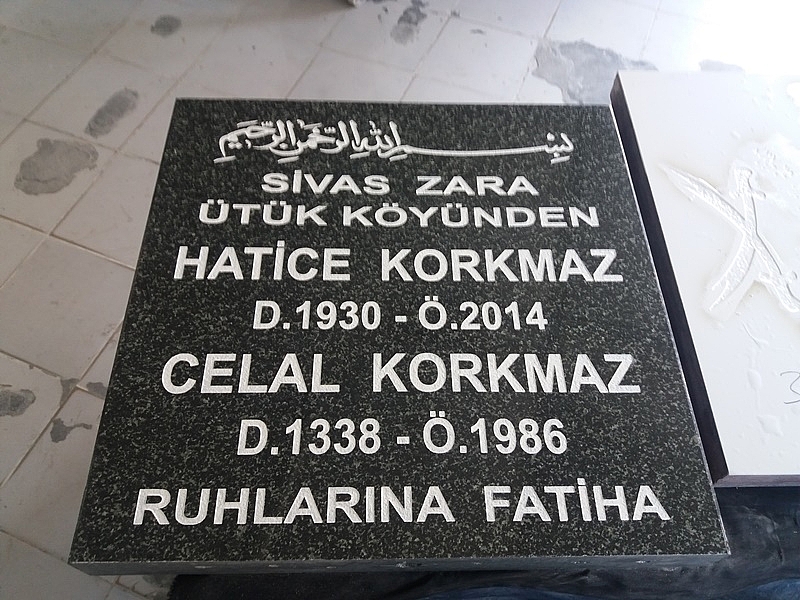 بسم الله الرحمن الرحيم
SİVAS ZARA
ÜTÜK KÖYÜNDEN
HATİCE KORKMAZ
D.1930 - Ö.2014
CELAL KORKMAZ
D.1338 - Ö.1986
RUHLARINA FATİHA